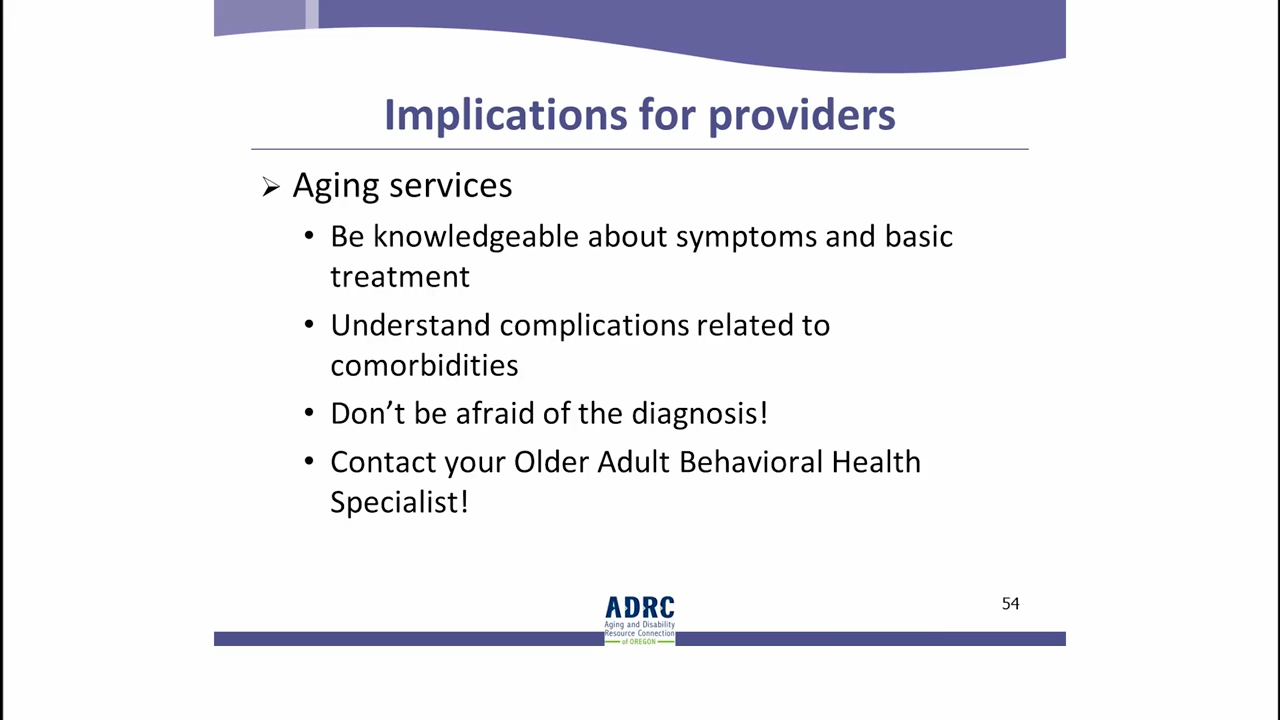 Implications for providers
➢ Aging services
• Be knowledgeable about symptoms and basic
treatment
• Understand complications related to
comorbidities
• Don’t be afraid of the diagnosis!
• Contact your Older Adult Behavioral Health
Specialist!
ADRC
Aging and Disability
Resource Connection
of OREGON
54